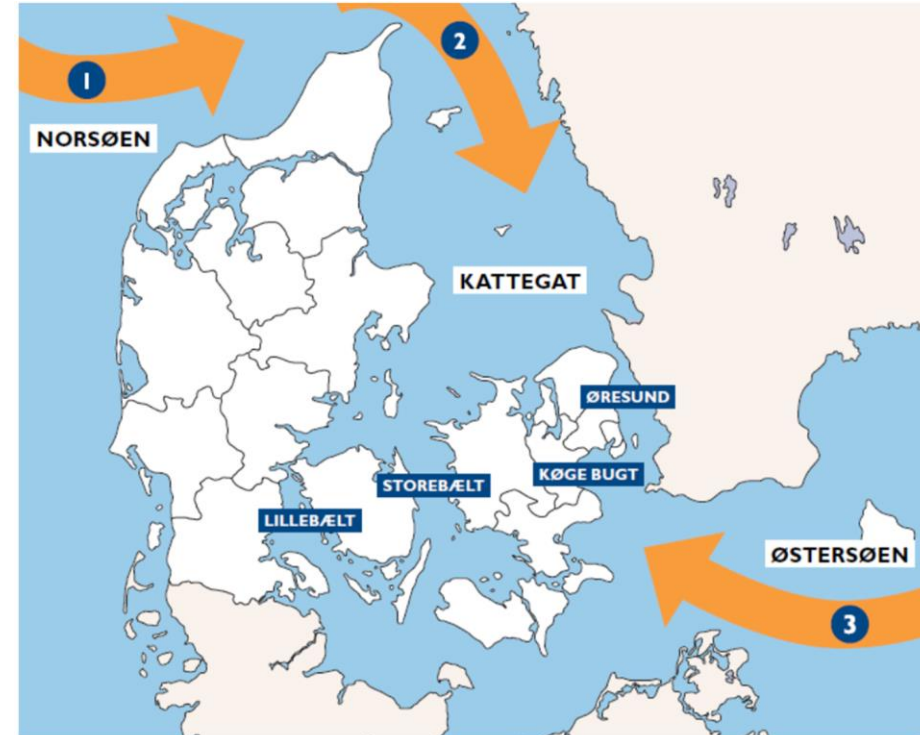 2
1
NORSØEN
KATTEGAT
ØRESUND
KØGE BUGT
STOREBÆLT
LILLEBÆLT
ØSTERSØEN
3